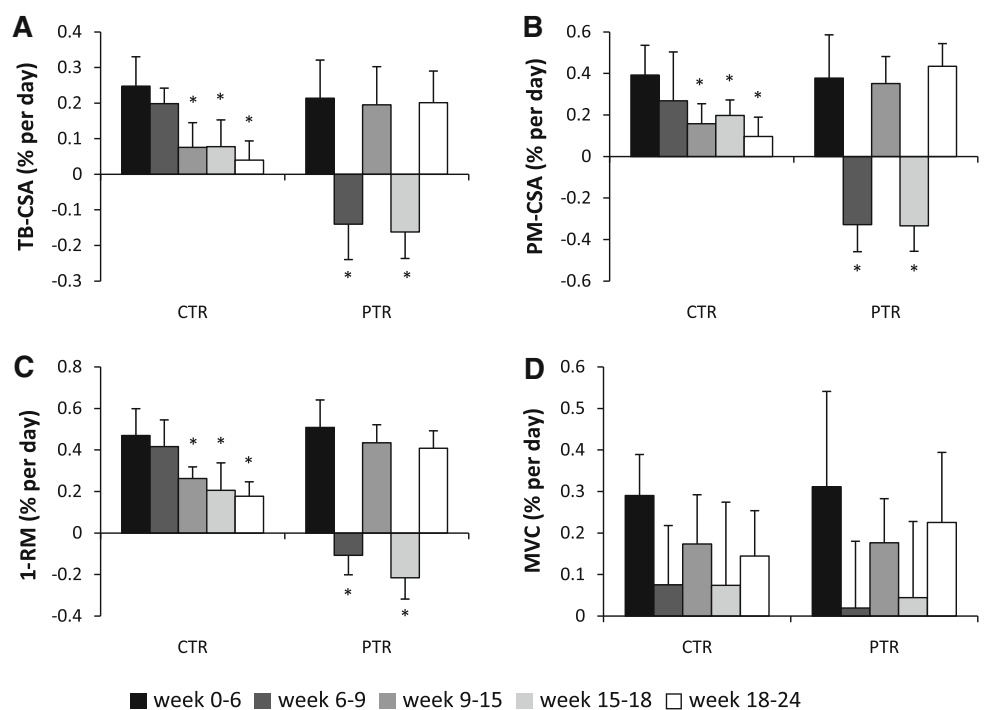 A
TB-CSA (% per day)
0.4
0.3
0.2
0.1
0
-0.1
-0.2
-0.3
* * *
* *
CTR PTR
B
PM-CSA (% per day)
0.6
0.4
0.2
0
-0.2
-0.4
-0.6
* * *
* *
CTR PTR
C
1-RM (% per day)
0.8
0.6
0.4
0.2
0
-0.2
-0.4
* * *
* *
CTR PTR
D
MVC (% per day)
0.6
0.5
0.4
0.3
0.2
0.1
0
CTR PTR
week 0-6 week 6-9 week 9-15 week 15-18 week 18-24